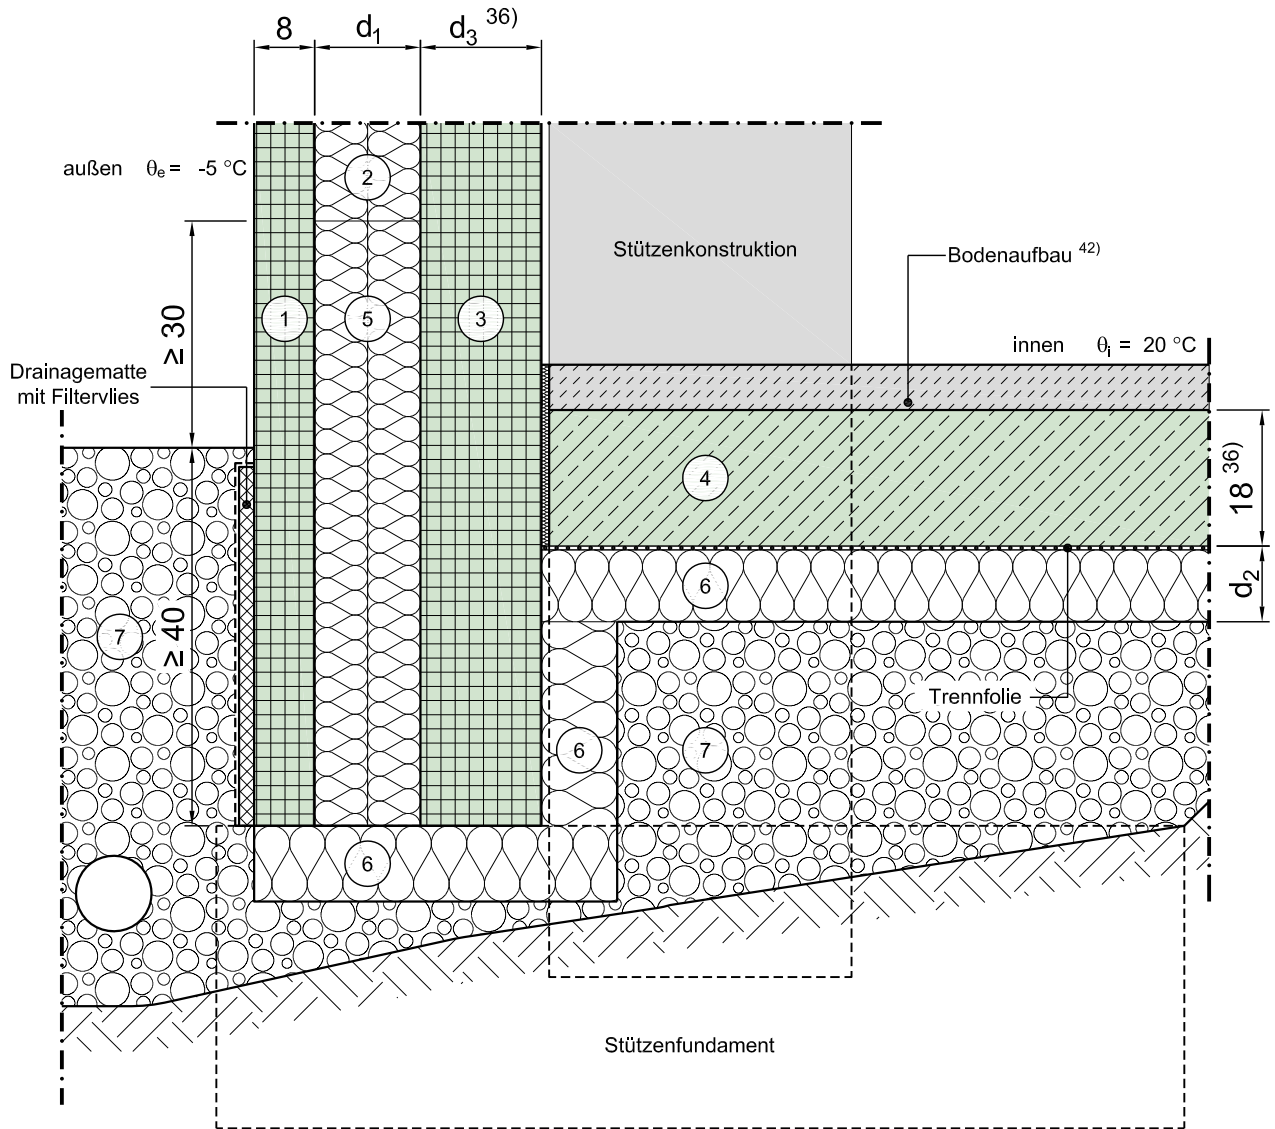 8 d₁ d₃ ³⁶⁾
außen θₑ = -5 °C
2
Stützenkonstruktion
Bodenaufbau ⁴²⁾
≥ 30
1 5 3
innen θᵢ = 20 °C
Drainagematte
mit Filtervlies
4
18 ³⁶⁾
6
d₂
7
≥ 40
Trennfolie
6
7
6
Stützenfundament